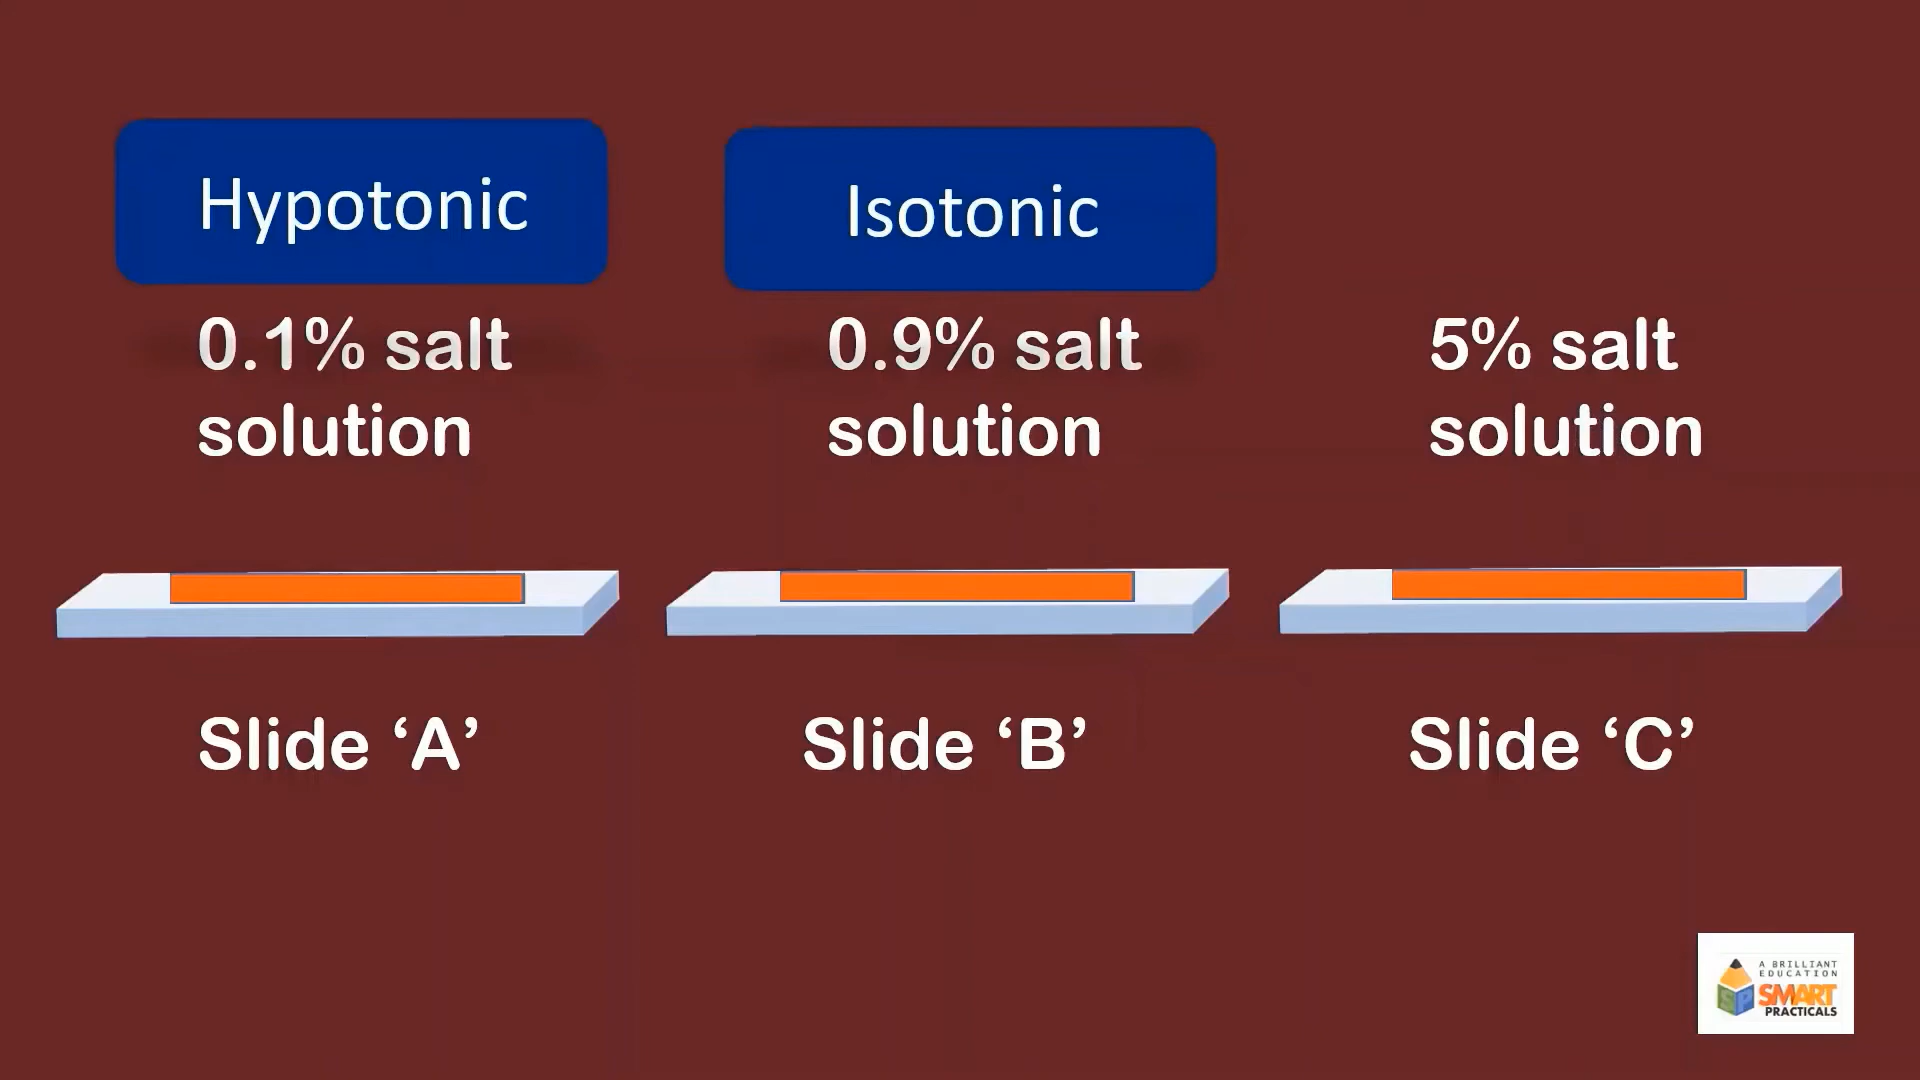 Hypotonic
Isotonic
0.1% salt
solution
0.9% salt
solution
5% salt
solution
Slide ‘A’
Slide ‘B’
Slide ‘C’
A BRILLIANT
EDUCATION
SP
SMART
PRACTICALS